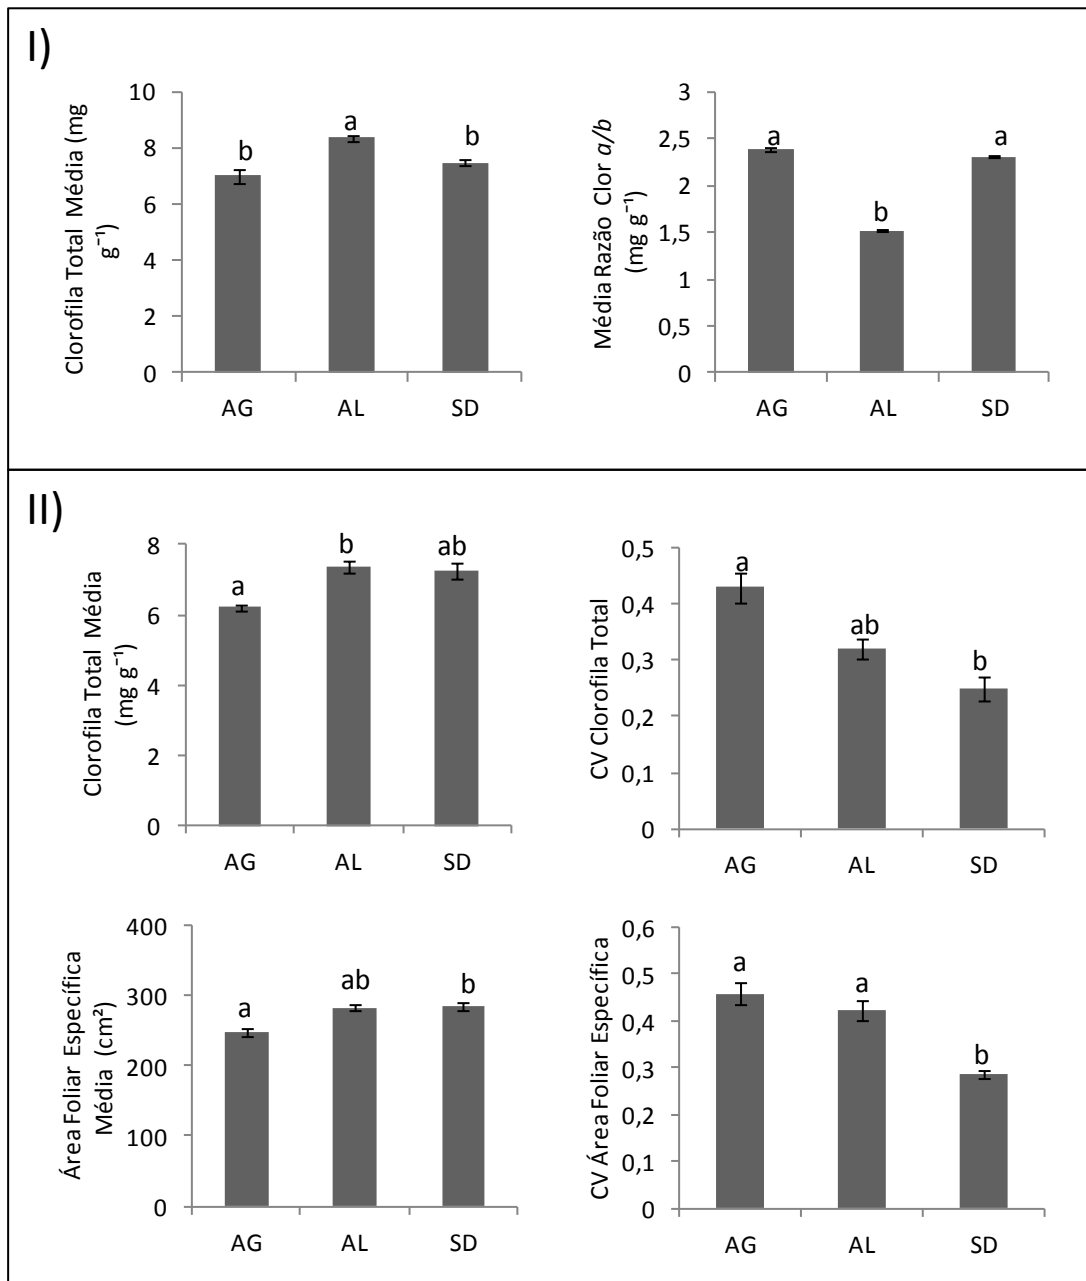 I)
Clorofila Total Média (mg
g⁻¹)
10
8
6
4
2
0
b
a
b
AG
AL
SD
Média Razão Clor a/b
(mg g⁻¹)
3
2,5
2
1,5
1
0,5
0
a
b
a
AG
AL
SD
II)
Clorofila Total Média
(mg g⁻¹)
8
6
4
2
0
a
b
ab
AG
AL
SD
CV Clorofila Total
0,5
0,4
0,3
0,2
0,1
0
a
ab
b
AG
AL
SD
Área Foliar Específica
Média (cm²)
400
300
200
100
0
a
ab
b
AG
AL
SD
CV Área Foliar Específica
0,6
0,5
0,4
0,3
0,2
0,1
0
a
a
b
AG
AL
SD